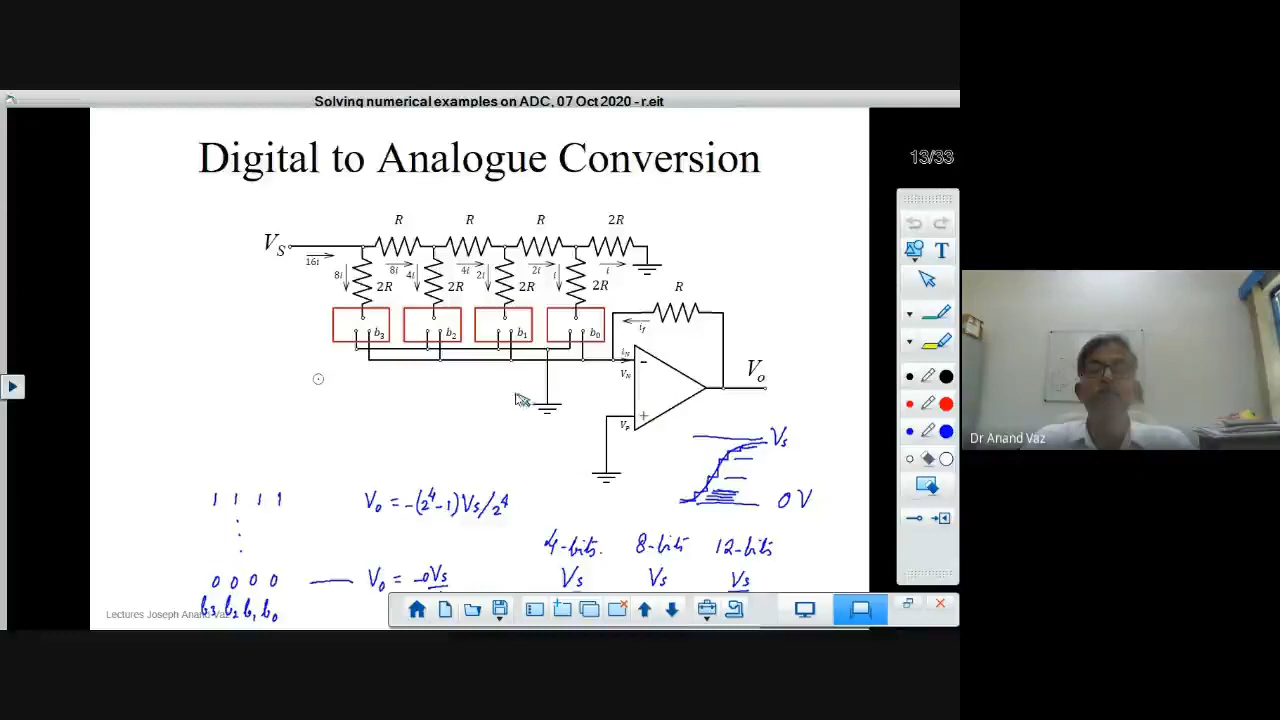 Solving numerical examples on ADC, 07 Oct 2020 - r.eit
Digital to Analogue Conversion
13/33
R R R 2R
V_S
16i 8i 4i 2i i
8i 4i 2i i
2R 2R 2R 2R
R
b_3 b_2 b_1 b_0
i_f
i_N
V_N
-
V_o
+
V_P
T
Dr Anand Vaz
V_s
0 V
1 1 1 1 V_o = -(2^4-1)V_s/2^4
4-bits. 8-bits 12-bits
0 0 0 0 V_o = -0V_s V_s V_s V_s
b_3 b_2 b_1 b_0
Lectures Joseph Anand Vaz